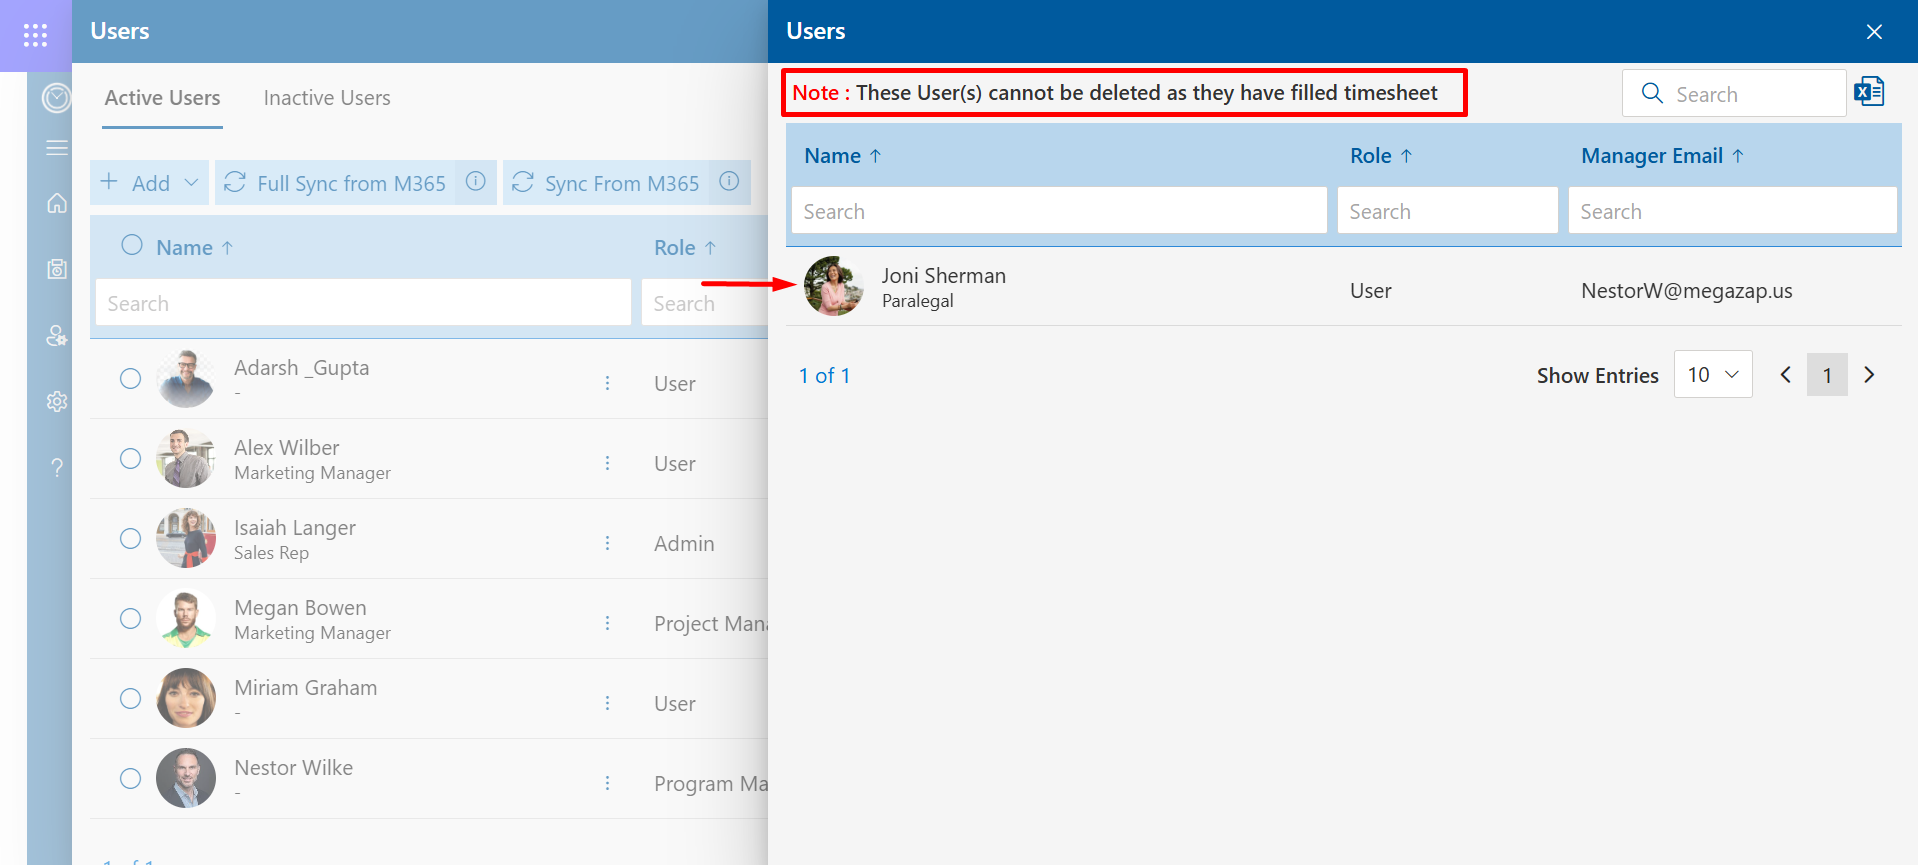 Users
Active Users
Inactive Users
Add
Full Sync from M365
Sync From M365
Name
Role
Search
Search
Adarsh _Gupta
-
User
Alex Wilber
Marketing Manager
User
Isaiah Langer
Sales Rep
Admin
Megan Bowen
Marketing Manager
Project Mana
Miriam Graham
-
User
Nestor Wilke
-
Program Ma
Users
Note : These User(s) cannot be deleted as they have filled timesheet
Search
Name
Role
Manager Email
Search
Search
Search
Joni Sherman
Paralegal
User
NestorW@megazap.us
1 of 1
Show Entries
10
1